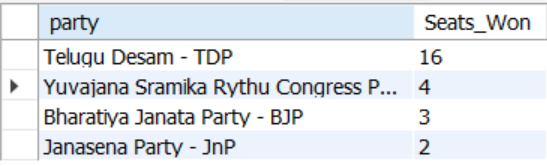 party Seats_Won
Telugu Desam - TDP 16
Yuvajana Sramika Rythu Congress P... 4
Bharatiya Janata Party - BJP 3
Janasena Party - JnP 2